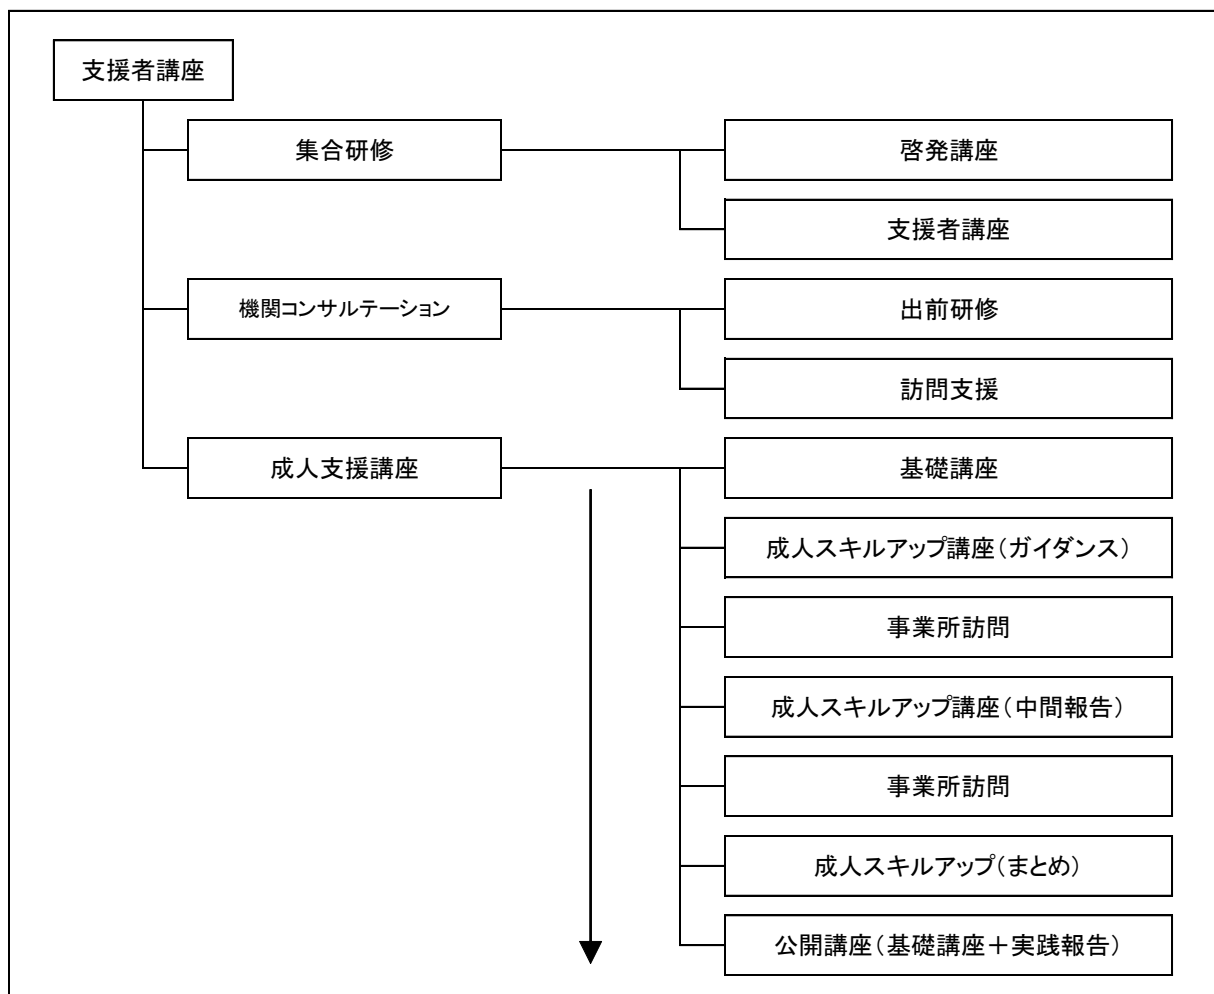 支援者講座
集合研修
啓発講座
支援者講座
機関コンサルテーション
出前研修
訪問支援
成人支援講座
基礎講座
成人スキルアップ講座（ガイダンス）
事業所訪問
成人スキルアップ講座（中間報告）
事業所訪問
成人スキルアップ（まとめ）
公開講座（基礎講座＋実践報告）